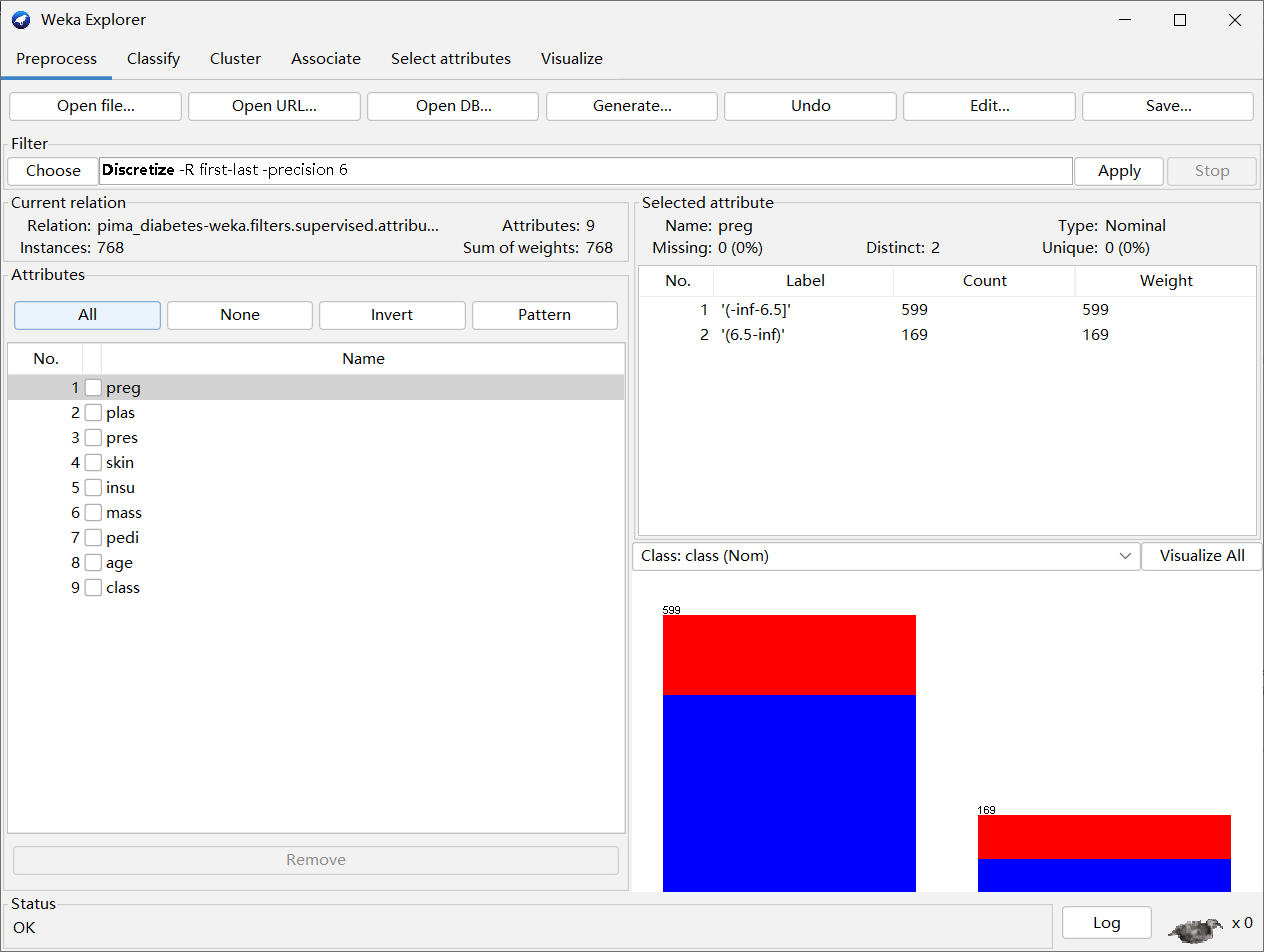 Weka Explorer
Preprocess Classify Cluster Associate Select attributes Visualize
Open file... Open URL... Open DB... Generate... Undo Edit... Save...
Filter
Choose Discretize -R first-last -precision 6 Apply Stop
Current relation
Relation: pima_diabetes-weka.filters.supervised.attribu... Attributes: 9
Instances: 768 Sum of weights: 768
Attributes
All None Invert Pattern
No. Name
1 preg
2 plas
3 pres
4 skin
5 insu
6 mass
7 pedi
8 age
9 class
Remove
Selected attribute
Name: preg Type: Nominal
Missing: 0 (0%) Distinct: 2 Unique: 0 (0%)
No. Label Count Weight
1 '(-inf-6.5]' 599 599
2 '(6.5-inf)' 169 169
Class: class (Nom) Visualize All
599
169
Status
OK
Log x 0